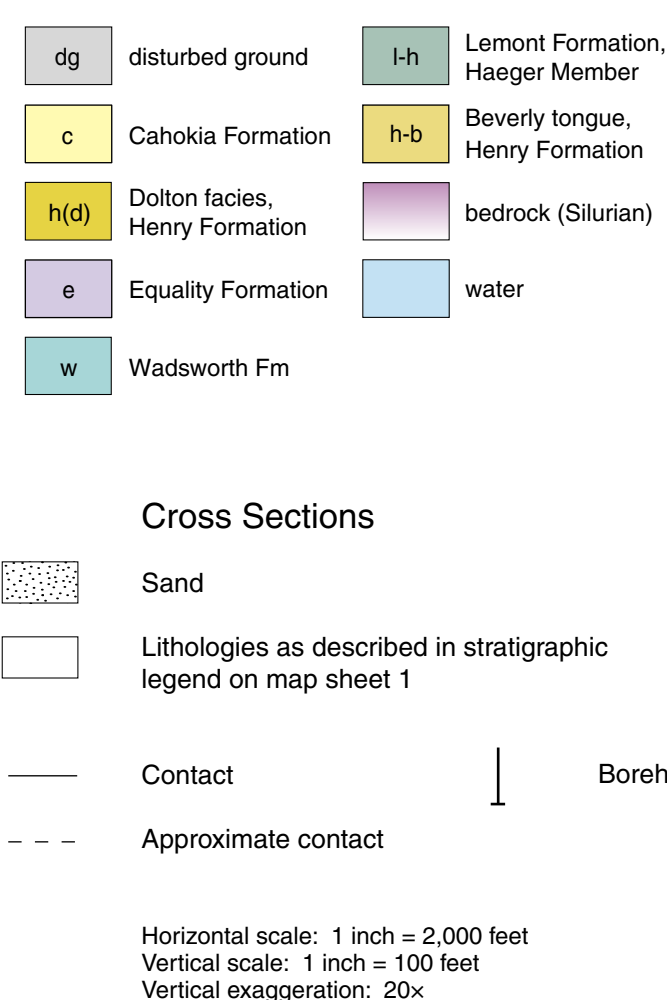 dg
disturbed ground
c
Cahokia Formation
h(d)
Dolton facies,
Henry Formation
e
Equality Formation
w
Wadsworth Fm
l-h
Lemont Formation,
Haeger Member
h-b
Beverly tongue,
Henry Formation
bedrock (Silurian)
water
Cross Sections
Sand
Lithologies as described in stratigraphic
legend on map sheet 1
Contact
Boreh
Approximate contact
Horizontal scale: 1 inch = 2,000 feet
Vertical scale: 1 inch = 100 feet
Vertical exaggeration: 20×